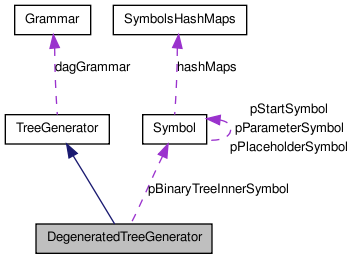 Grammar
SymbolsHashMaps
dagGrammar
hashMaps
pStartSymbol
TreeGenerator
Symbol
pParameterSymbol
pPlaceholderSymbol
pBinaryTreeInnerSymbol
DegeneratedTreeGenerator